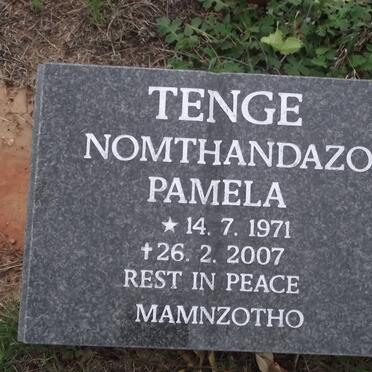 TENGE
NOMTHANDAZO
PAMELA
★ 14. 7. 1971
✝ 26. 2. 2007
REST IN PEACE
MAMNZOTHO